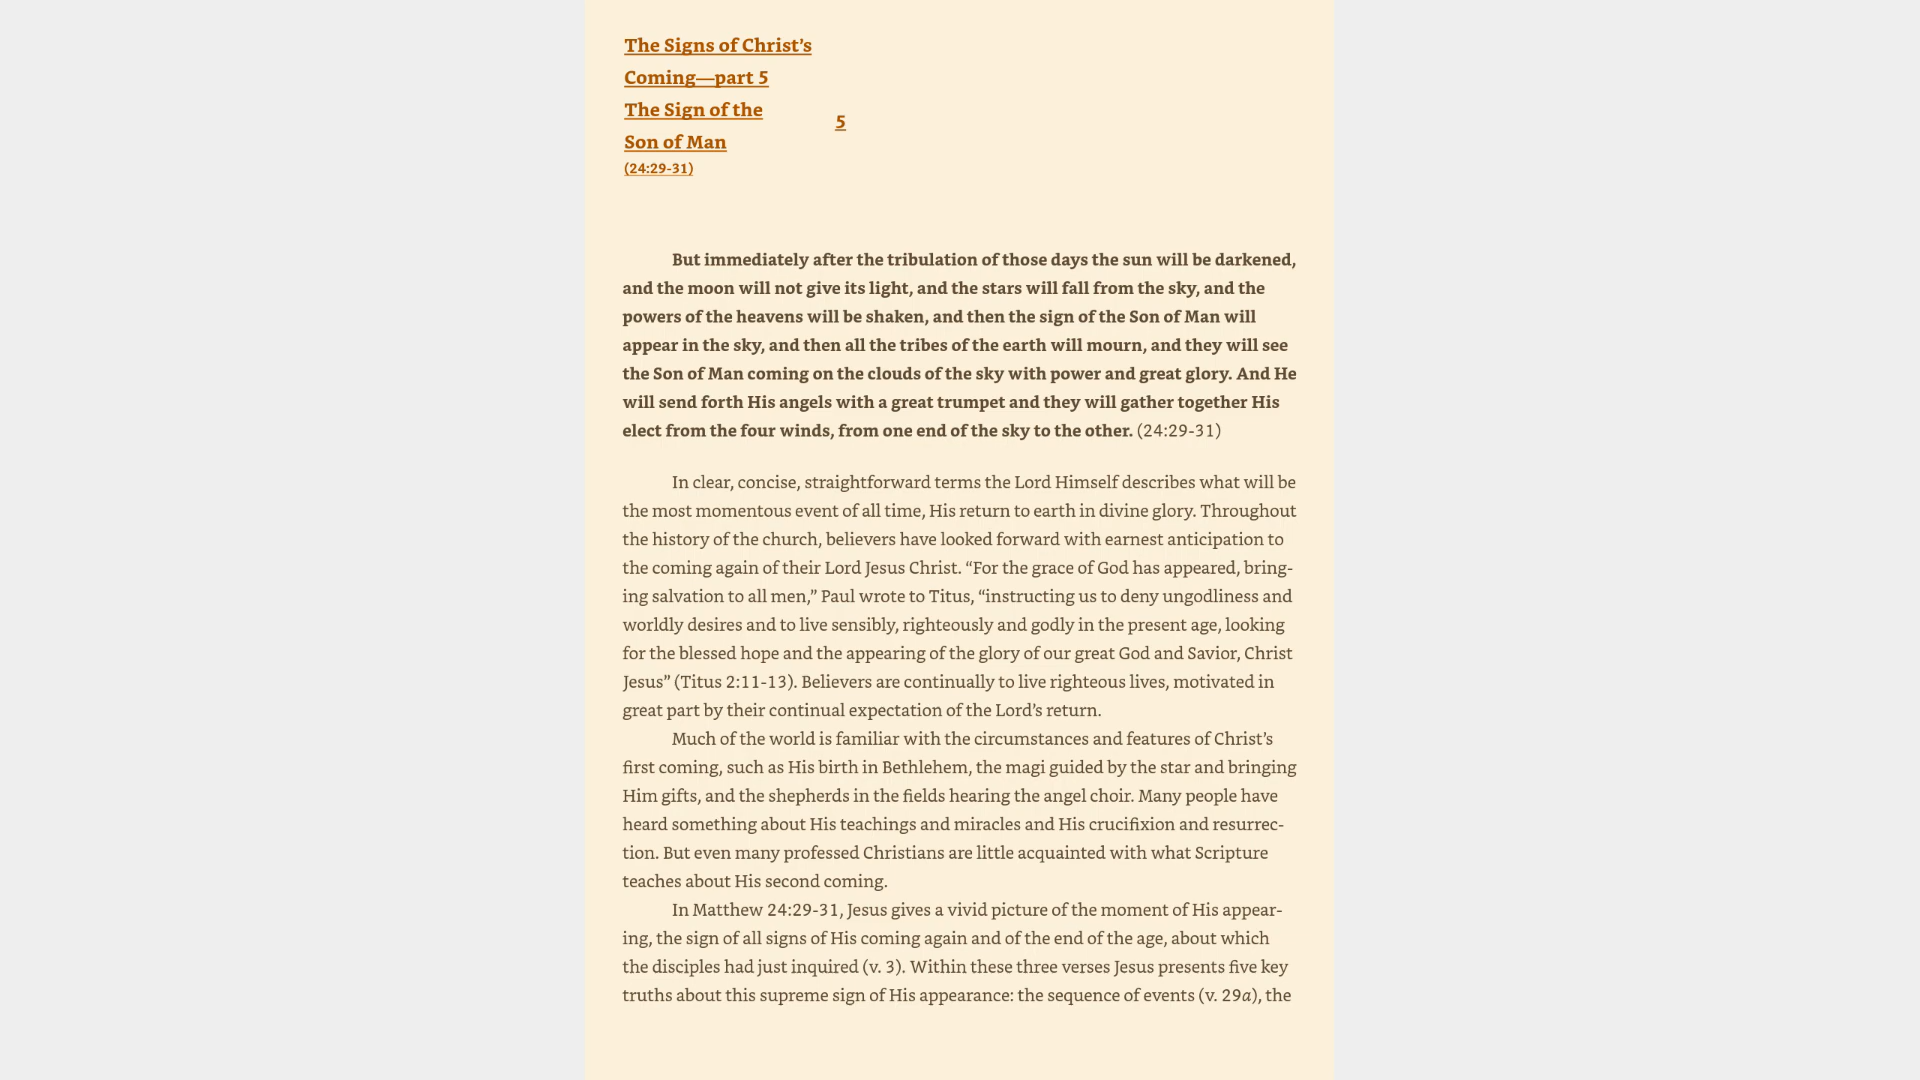 The Signs of Christ’s
Coming—part 5
The Sign of the
Son of Man
(24:29-31)
5
But immediately after the tribulation of those days the sun will be darkened,
and the moon will not give its light, and the stars will fall from the sky, and the
powers of the heavens will be shaken, and then the sign of the Son of Man will
appear in the sky, and then all the tribes of the earth will mourn, and they will see
the Son of Man coming on the clouds of the sky with power and great glory. And He
will send forth His angels with a great trumpet and they will gather together His
elect from the four winds, from one end of the sky to the other. (24:29-31)
In clear, concise, straightforward terms the Lord Himself describes what will be
the most momentous event of all time, His return to earth in divine glory. Throughout
the history of the church, believers have looked forward with earnest anticipation to
the coming again of their Lord Jesus Christ. “For the grace of God has appeared, bring-
ing salvation to all men,” Paul wrote to Titus, “instructing us to deny ungodliness and
worldly desires and to live sensibly, righteously and godly in the present age, looking
for the blessed hope and the appearing of the glory of our great God and Savior, Christ
Jesus” (Titus 2:11-13). Believers are continually to live righteous lives, motivated in
great part by their continual expectation of the Lord’s return.
Much of the world is familiar with the circumstances and features of Christ’s
first coming, such as His birth in Bethlehem, the magi guided by the star and bringing
Him gifts, and the shepherds in the fields hearing the angel choir. Many people have
heard something about His teachings and miracles and His crucifixion and resurrec-
tion. But even many professed Christians are little acquainted with what Scripture
teaches about His second coming.
In Matthew 24:29-31, Jesus gives a vivid picture of the moment of His appear-
ing, the sign of all signs of His coming again and of the end of the age, about which
the disciples had just inquired (v. 3). Within these three verses Jesus presents five key
truths about this supreme sign of His appearance: the sequence of events (v. 29a), the